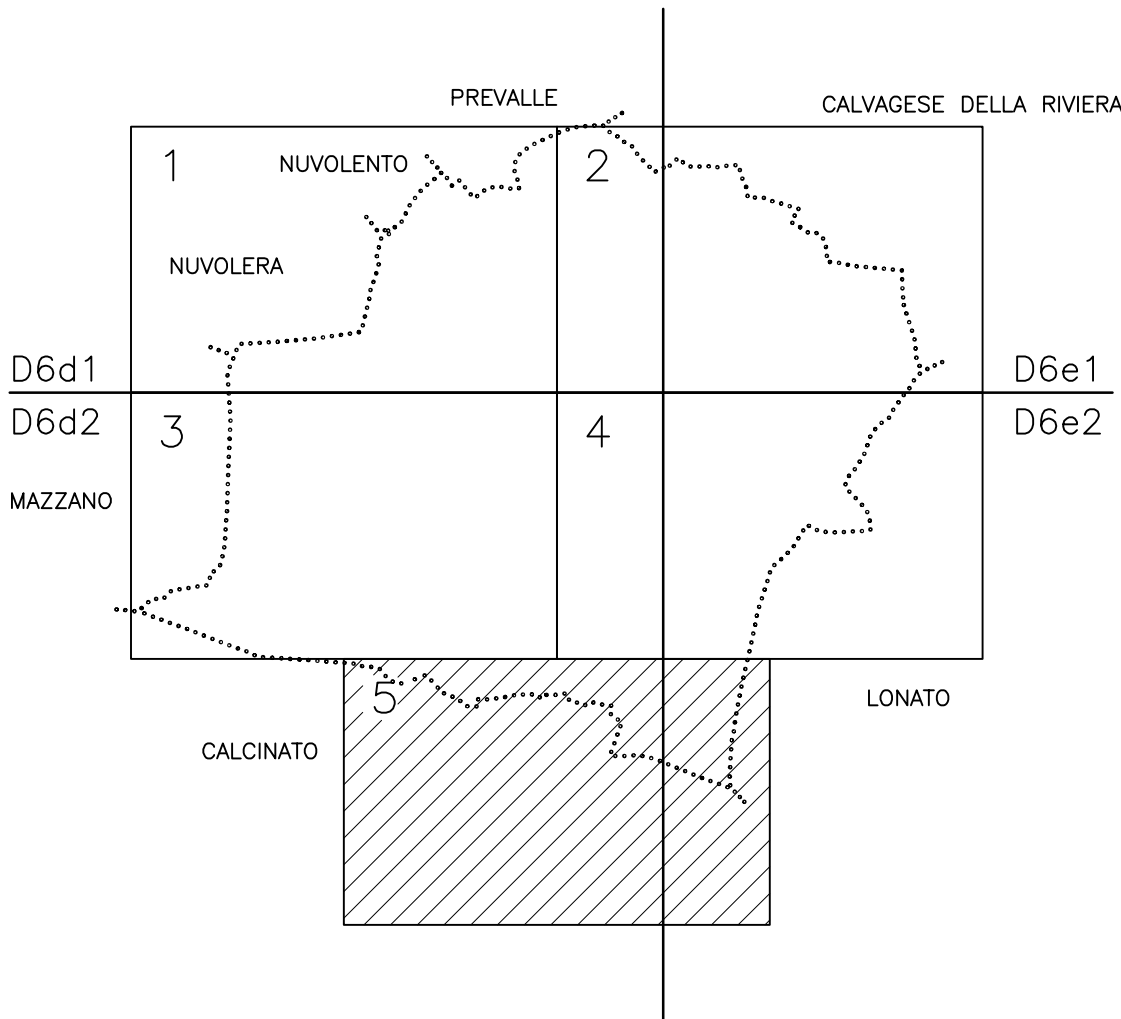 PREVALLE
CALVAGESE DELLA RIVIERA
1
NUVOLENTO
2
NUVOLERA
D6d1
D6e1
D6d2
3
4
D6e2
MAZZANO
5
LONATO
CALCINATO